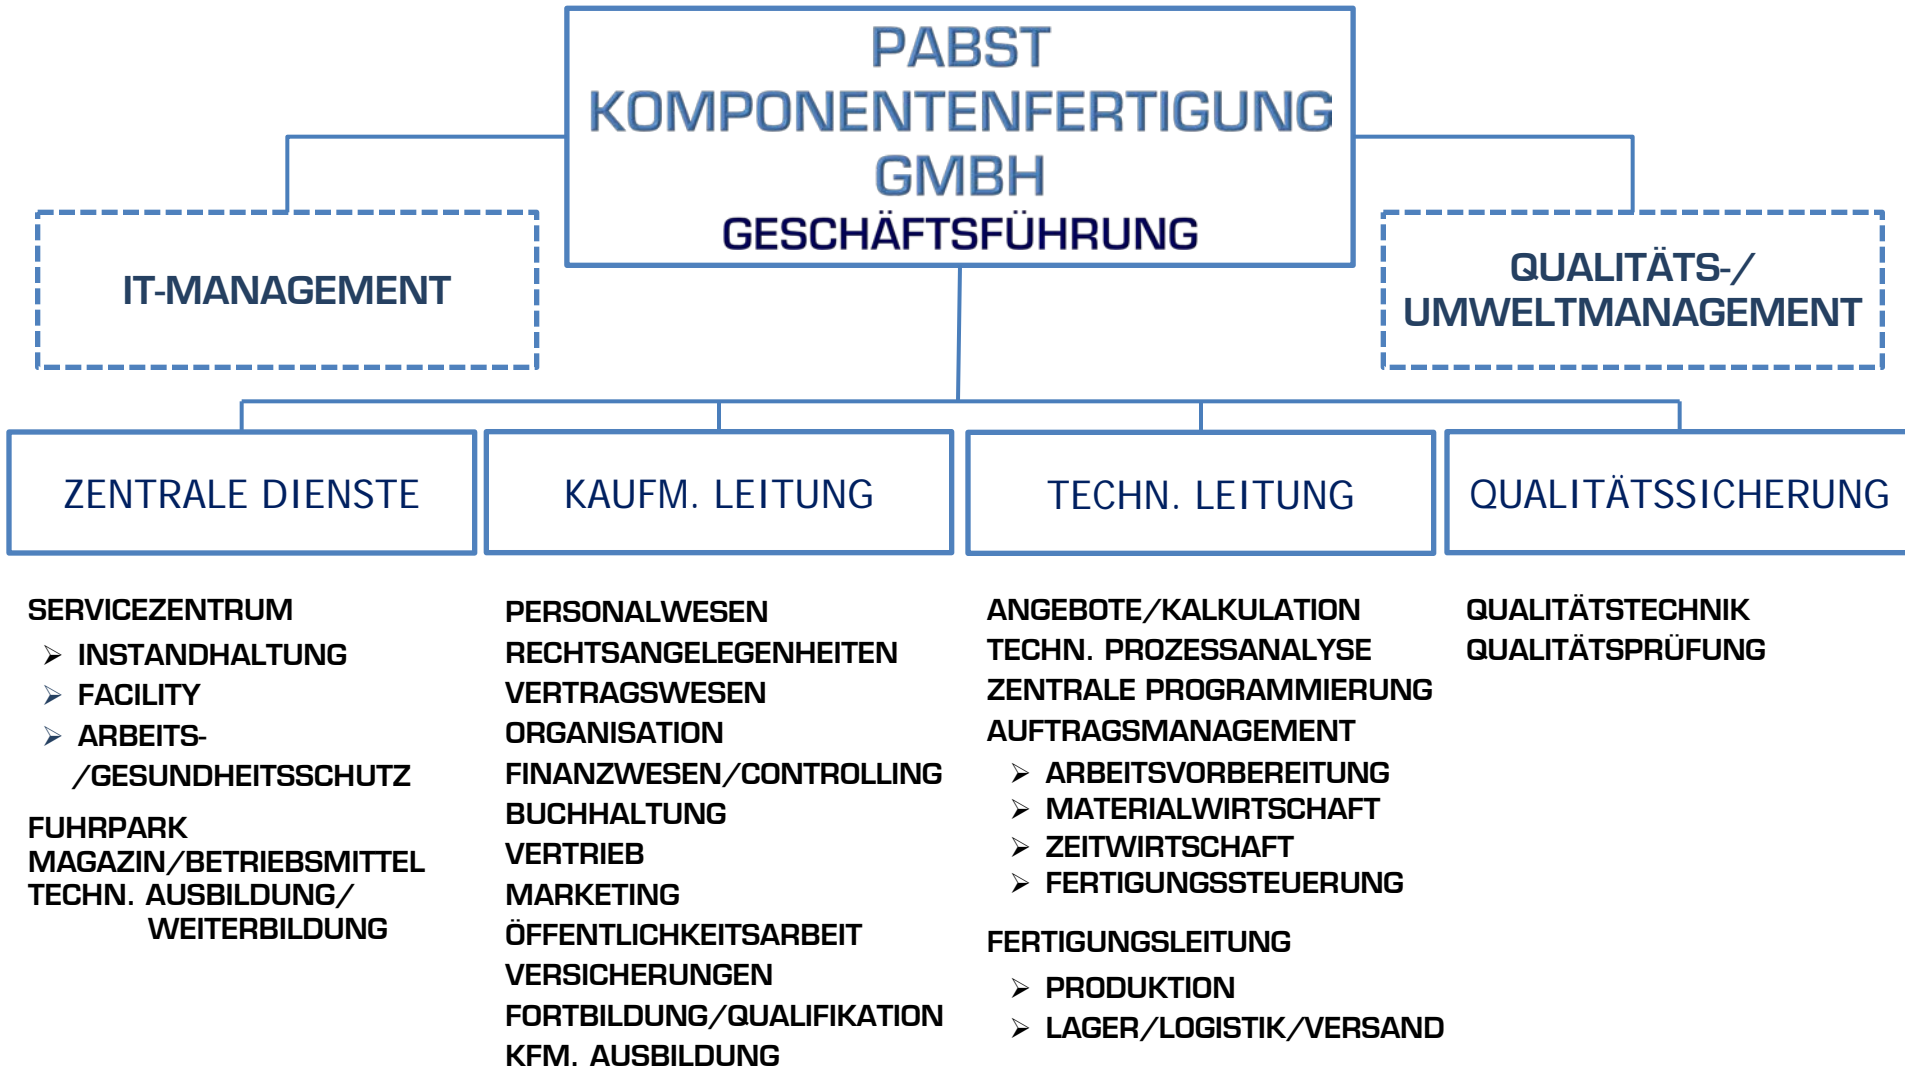 PABST
KOMPONENTENFERTIGUNG
GMBH
GESCHÄFTSFÜHRUNG
IT-MANAGEMENT
QUALITÄTS-/
UMWELTMANAGEMENT
ZENTRALE DIENSTE
KAUFM. LEITUNG
TECHN. LEITUNG
QUALITÄTSSICHERUNG
SERVICEZENTRUM
➢ INSTANDHALTUNG
➢ FACILITY
➢ ARBEITS-
/GESUNDHEITSSCHUTZ
FUHRPARK
MAGAZIN/BETRIEBSMITTEL
TECHN. AUSBILDUNG/
WEITERBILDUNG
PERSONALWESEN
RECHTSANGELEGENHEITEN
VERTRAGSWESEN
ORGANISATION
FINANZWESEN/CONTROLLING
BUCHHALTUNG
VERTRIEB
MARKETING
ÖFFENTLICHKEITSARBEIT
VERSICHERUNGEN
FORTBILDUNG/QUALIFIKATION
KFM. AUSBILDUNG
ANGEBOTE/KALKULATION
TECHN. PROZESSANALYSE
ZENTRALE PROGRAMMIERUNG
AUFTRAGSMANAGEMENT
➢ ARBEITSVORBEREITUNG
➢ MATERIALWIRTSCHAFT
➢ ZEITWIRTSCHAFT
➢ FERTIGUNGSSTEUERUNG
FERTIGUNGSLEITUNG
➢ PRODUKTION
➢ LAGER/LOGISTIK/VERSAND
QUALITÄTSTECHNIK
QUALITÄTSPRÜFUNG